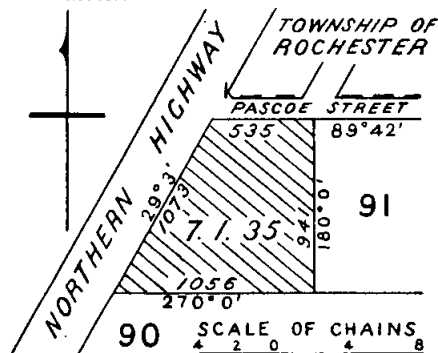 TOWNSHIP OF
ROCHESTER
NORTHERN HIGHWAY
PASCOE STREET
535
89°42'
29°3'
1073
7.1.35
941
180°0'
91
1056
270°0'
90
SCALE OF CHAINS
4 2 0 4 8